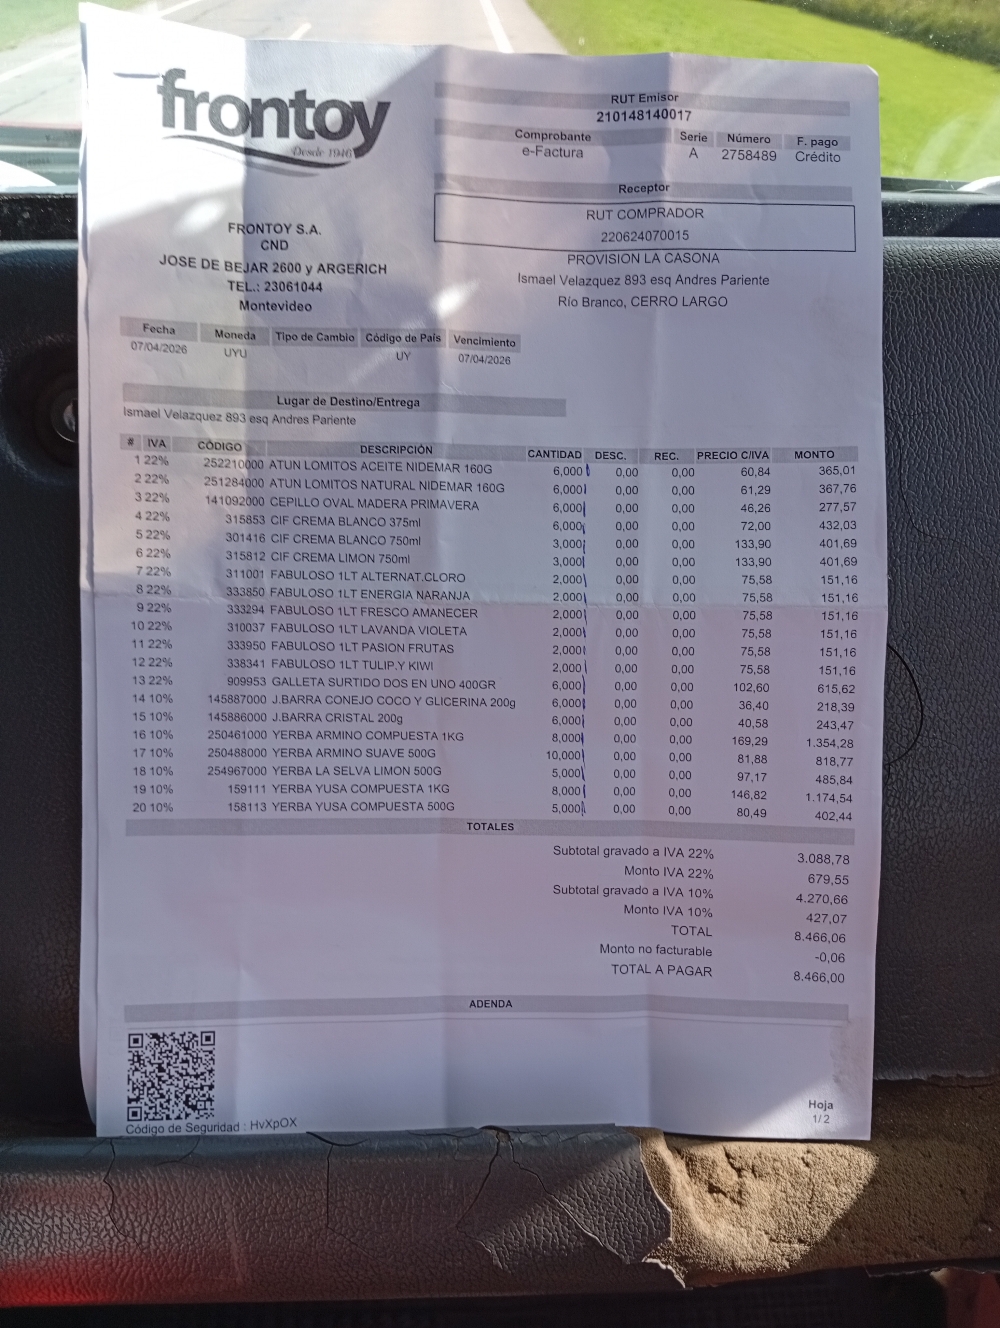 frontoy
Desde 1946
RUT Emisor
210148140017
Comprobante Serie Número F. pago
e-Factura A 2758489 Crédito
Receptor
RUT COMPRADOR
220624070015
PROVISION LA CASONA
Ismael Velazquez 893 esq Andres Pariente
Río Branco, CERRO LARGO
FRONTOY S.A.
CND
JOSE DE BEJAR 2600 y ARGERICH
TEL.: 23061044
Montevideo
Fecha Moneda Tipo de Cambio Código de País Vencimiento
07/04/2026 UYU UY 07/04/2026
Lugar de Destino/Entrega
Ismael Velazquez 893 esq Andres Pariente
# IVA CÓDIGO DESCRIPCIÓN CANTIDAD DESC. REC. PRECIO C/IVA MONTO
1 22% 252210000 ATUN LOMITOS ACEITE NIDEMAR 160G 6,000 0,00 0,00 60,84 365,01
2 22% 251284000 ATUN LOMITOS NATURAL NIDEMAR 160G 6,000 0,00 0,00 61,29 367,76
3 22% 141092000 CEPILLO OVAL MADERA PRIMAVERA 6,000 0,00 0,00 46,26 277,57
4 22% 315853 CIF CREMA BLANCO 375ml 6,000 0,00 0,00 72,00 432,03
5 22% 301416 CIF CREMA BLANCO 750ml 3,000 0,00 0,00 133,90 401,69
6 22% 315812 CIF CREMA LIMON 750ml 3,000 0,00 0,00 133,90 401,69
7 22% 311001 FABULOSO 1LT ALTERNAT.CLORO 2,000 0,00 0,00 75,58 151,16
8 22% 333850 FABULOSO 1LT ENERGIA NARANJA 2,000 0,00 0,00 75,58 151,16
9 22% 333294 FABULOSO 1LT FRESCO AMANECER 2,000 0,00 0,00 75,58 151,16
10 22% 310037 FABULOSO 1LT LAVANDA VIOLETA 2,000 0,00 0,00 75,58 151,16
11 22% 333950 FABULOSO 1LT PASION FRUTAS 2,000 0,00 0,00 75,58 151,16
12 22% 338341 FABULOSO 1LT TULIP.Y KIWI 2,000 0,00 0,00 75,58 151,16
13 22% 909953 GALLETA SURTIDO DOS EN UNO 400GR 6,000 0,00 0,00 102,60 615,62
14 10% 145887000 J.BARRA CONEJO COCO Y GLICERINA 200g 6,000 0,00 0,00 36,40 218,39
15 10% 145886000 J.BARRA CRISTAL 200g 6,000 0,00 0,00 40,58 243,47
16 10% 250461000 YERBA ARMINO COMPUESTA 1KG 8,000 0,00 0,00 169,29 1.354,28
17 10% 250488000 YERBA ARMINO SUAVE 500G 10,000 0,00 0,00 81,88 818,77
18 10% 254967000 YERBA LA SELVA LIMON 500G 5,000 0,00 0,00 97,17 485,84
19 10% 159111 YERBA YUSA COMPUESTA 1KG 8,000 0,00 0,00 146,82 1.174,54
20 10% 158113 YERBA YUSA COMPUESTA 500G 5,000 0,00 0,00 80,49 402,44
TOTALES
Subtotal gravado a IVA 22% 3.088,78
Monto IVA 22% 679,55
Subtotal gravado a IVA 10% 4.270,66
Monto IVA 10% 427,07
TOTAL 8.466,06
Monto no facturable -0,06
TOTAL A PAGAR 8.466,00
ADENDA
Código de Seguridad : HvXpOX
Hoja
1/ 2